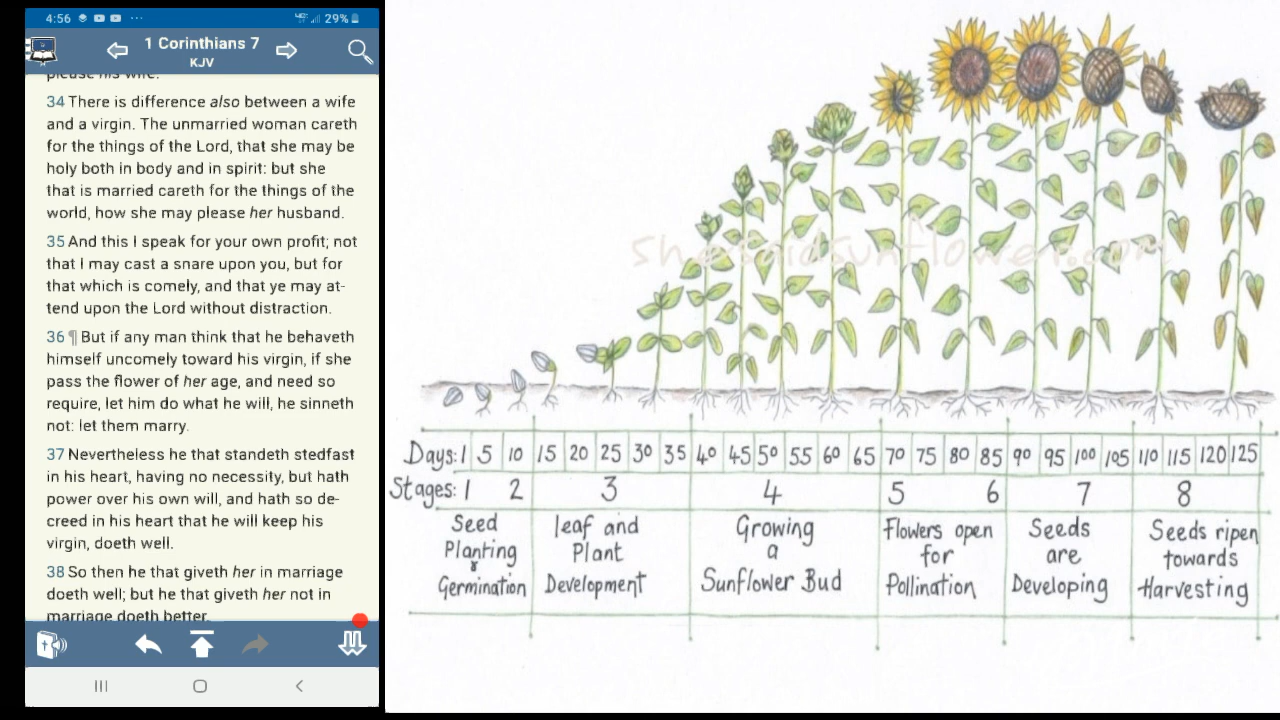 4:56
29%
1 Corinthians 7
KJV
please his wife.
34 There is difference also between a wife
and a virgin. The unmarried woman careth
for the things of the Lord, that she may be
holy both in body and in spirit: but she
that is married careth for the things of the
world, how she may please her husband.
35 And this I speak for your own profit; not
that I may cast a snare upon you, but for
that which is comely, and that ye may at-
tend upon the Lord without distraction.
36 ¶ But if any man think that he behaveth
himself uncomely toward his virgin, if she
pass the flower of her age, and need so
require, let him do what he will, he sinneth
not: let them marry.
37 Nevertheless he that standeth stedfast
in his heart, having no necessity, but hath
power over his own will, and hath so de-
creed in his heart that he will keep his
virgin, doeth well.
38 So then he that giveth her in marriage
doeth well; but he that giveth her not in
marriage doeth better.
shesaidsunflower.com
Days: 1 5 10 15 20 25 30 35 40 45 50 55 60 65 70 75 80 85 90 95 100 105 110 115 120 125
Stages: 1 2 3 4 5 6 7 8
Seed
Planting
&
Germination
leaf and
Plant
Development
Growing
a
Sunflower Bud
Flowers open
for
Pollination
Seeds
are
Developing
Seeds ripen
towards
Harvesting